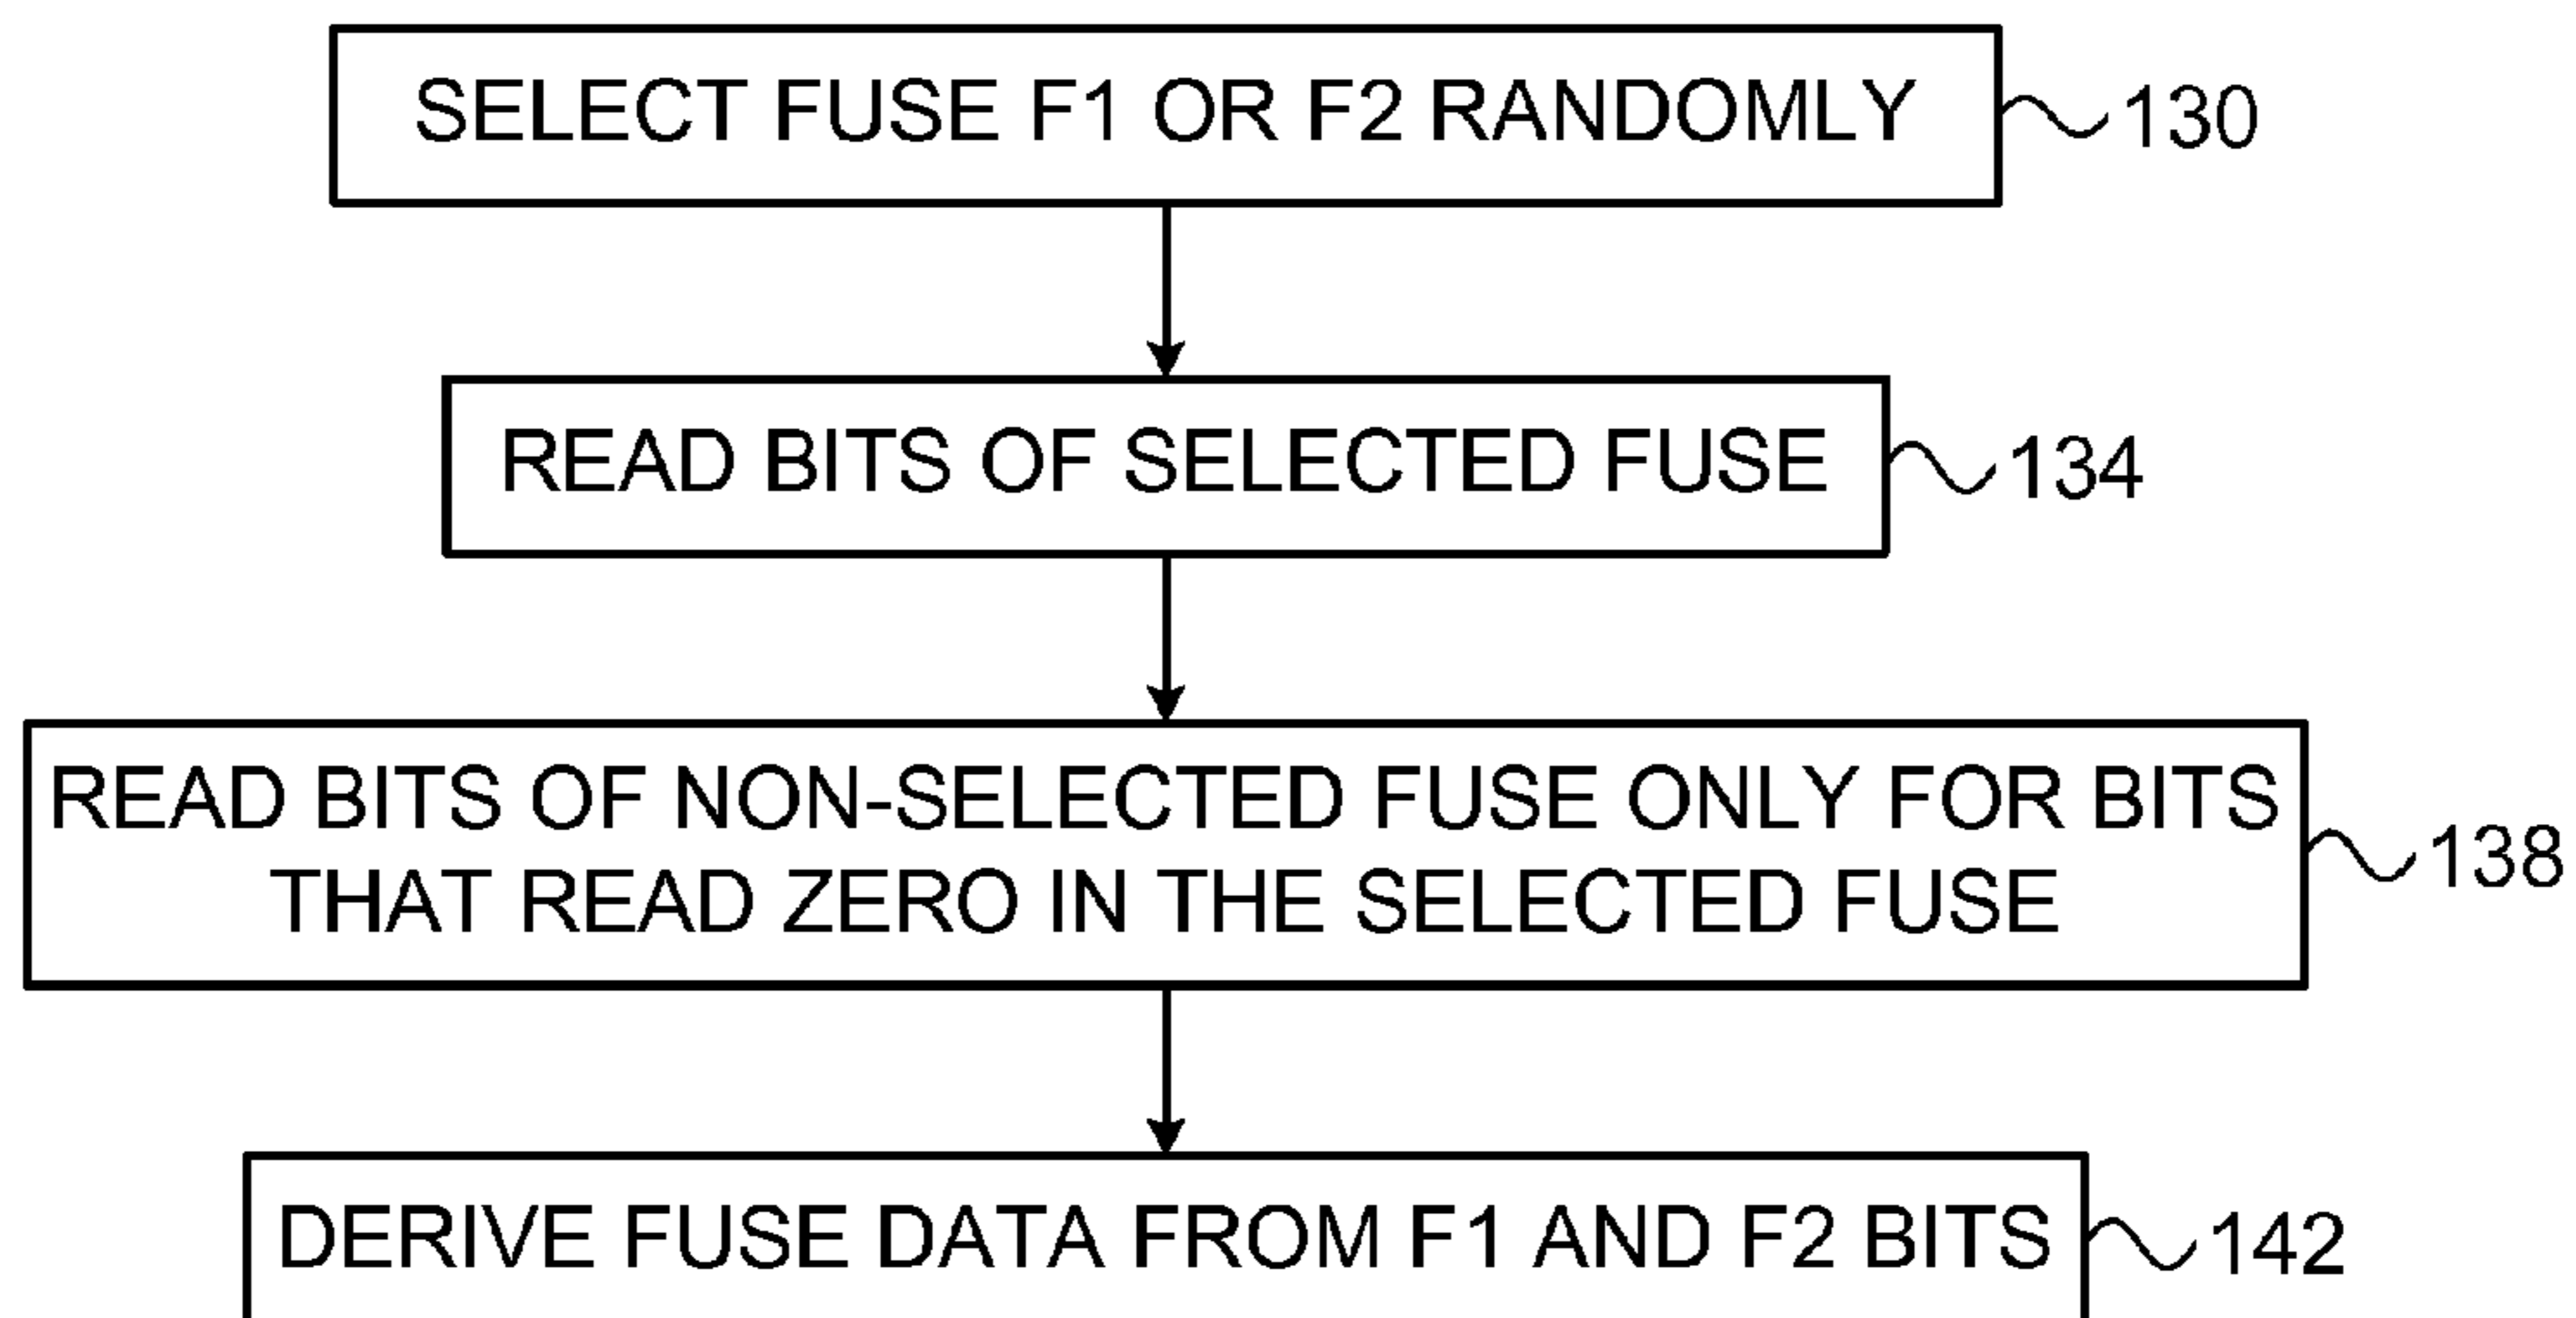 SELECT FUSE F1 OR F2 RANDOMLY 130
READ BITS OF SELECTED FUSE 134
READ BITS OF NON-SELECTED FUSE ONLY FOR BITS
THAT READ ZERO IN THE SELECTED FUSE 138
DERIVE FUSE DATA FROM F1 AND F2 BITS 142